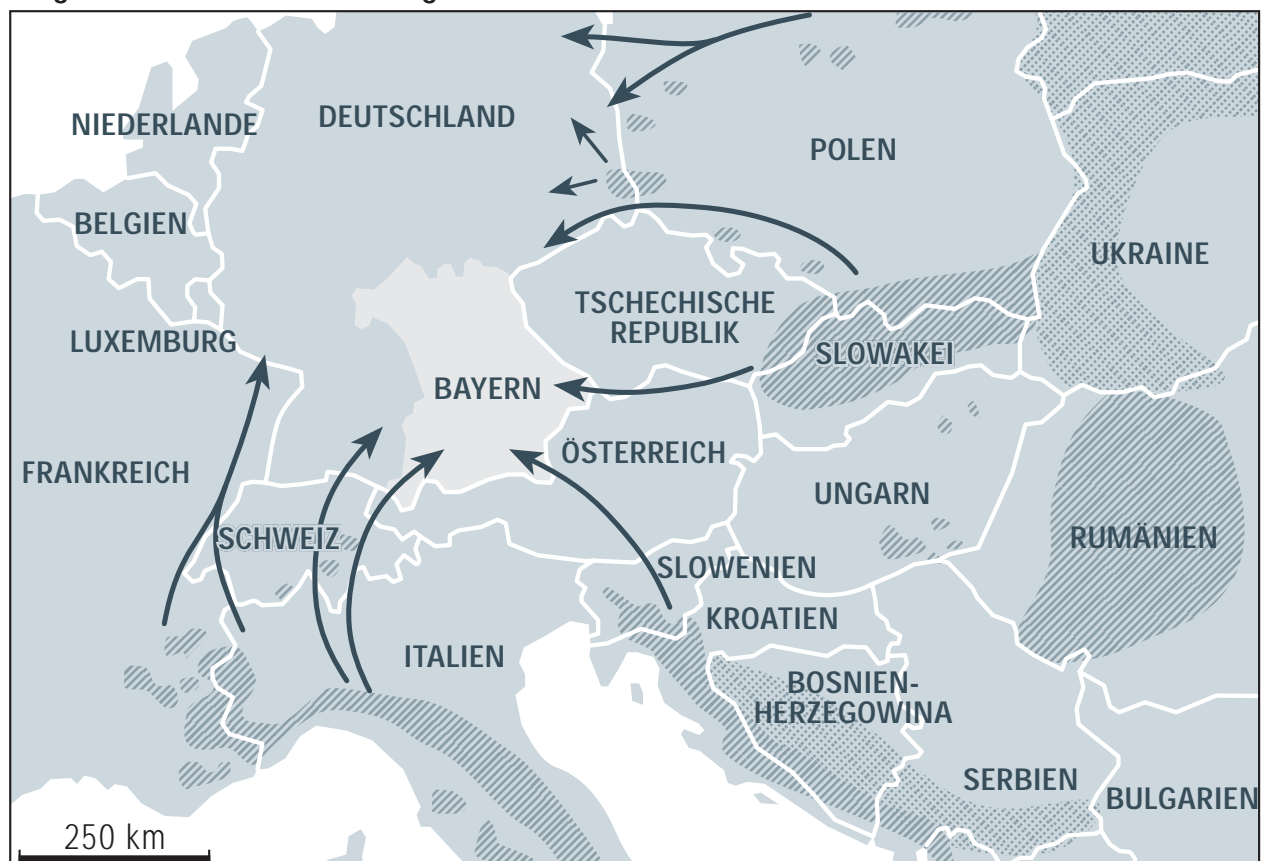 NIEDERLANDE
DEUTSCHLAND
POLEN
BELGIEN
UKRAINE
TSCHECHISCHE
REPUBLIK
LUXEMBURG
SLOWAKEI
BAYERN
FRANKREICH
ÖSTERREICH
UNGARN
SCHWEIZ
RUMÄNIEN
SLOWENIEN
KROATIEN
ITALIEN
BOSNIEN-
HERZEGOWINA
SERBIEN
BULGARIEN
250 km